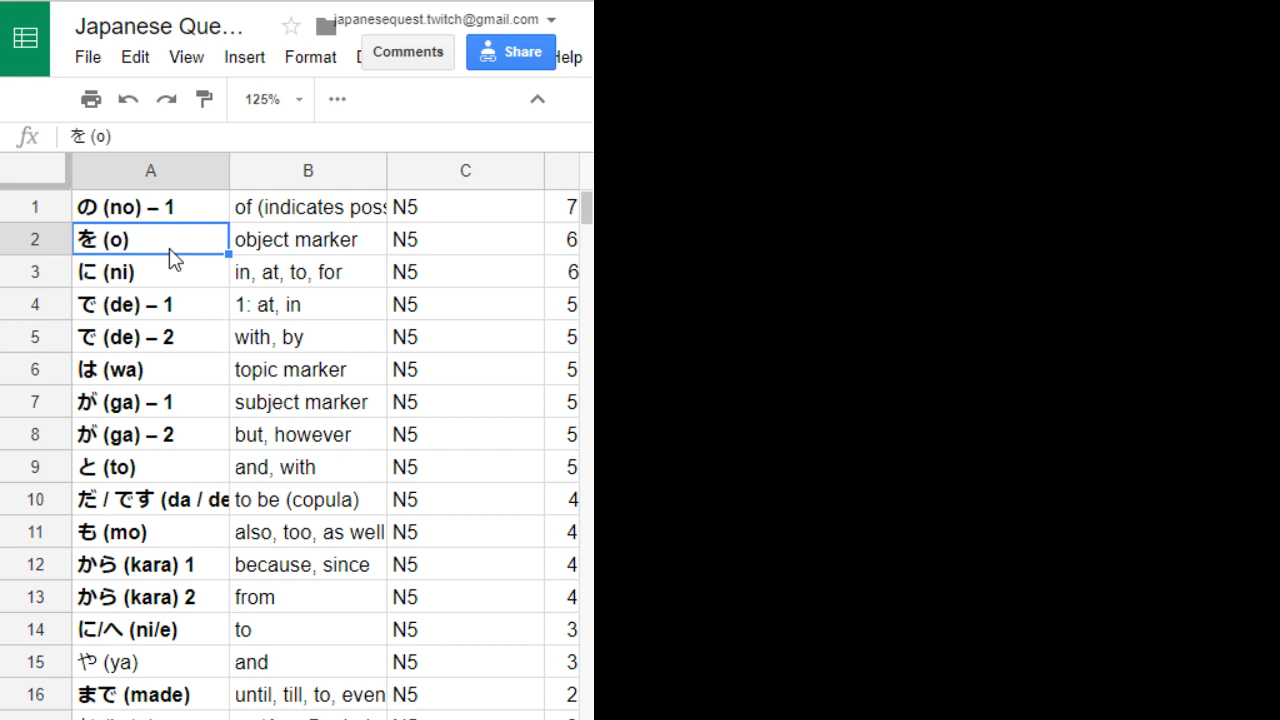 Japanese Que...
japanesequest.twitch@gmail.com
File Edit View Insert Format Comments Share Help
125%
fx を (o)
A B C
1 の (no) – 1 of (indicates poss N5 7
2 を (o) object marker N5 6
3 に (ni) in, at, to, for N5 6
4 で (de) – 1 1: at, in N5 5
5 で (de) – 2 with, by N5 5
6 は (wa) topic marker N5 5
7 が (ga) – 1 subject marker N5 5
8 が (ga) – 2 but, however N5 5
9 と (to) and, with N5 5
10 だ / です (da / de to be (copula) N5 4
11 も (mo) also, too, as well N5 4
12 から (kara) 1 because, since N5 4
13 から (kara) 2 from N5 4
14 に/へ (ni/e) to N5 3
15 や (ya) and N5 3
16 まで (made) until, till, to, even N5 2